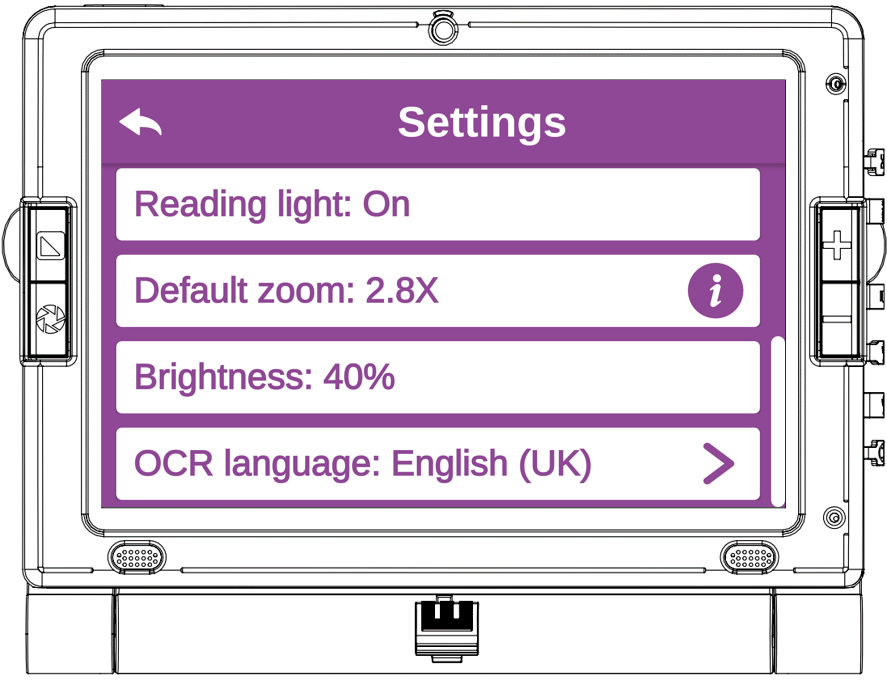 Settings
Reading light: On
Default zoom: 2.8X
i
Brightness: 40%
OCR language: English (UK)